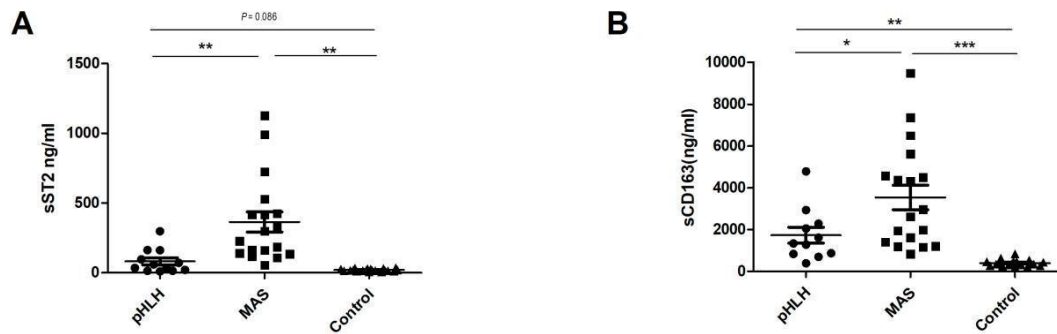 A
P = 0.086
**
**
sST2 ng/ml
1500
1000
500
0
pHLH
MAS
Control
B
**
*
***
sCD163(ng/ml)
10000
8000
6000
4000
2000
0
pHLH
MAS
Control